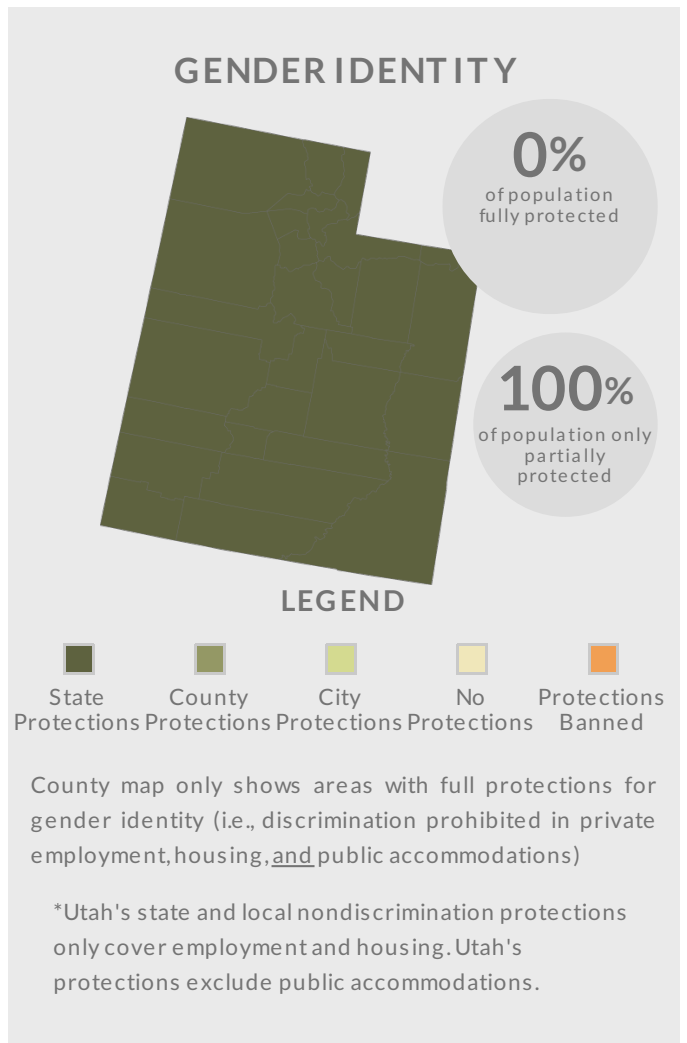 GENDER IDENTITY
0%
of population
fully protected
100%
of population only
partially
protected
LEGEND
State
Protections
County
Protections
City
Protections
No
Protections
Protections
Banned
County map only shows areas with full protections for
gender identity (i.e., discrimination prohibited in private
employment, housing, and public accommodations)
*Utah's state and local nondiscrimination protections
only cover employment and housing. Utah's
protections exclude public accommodations.